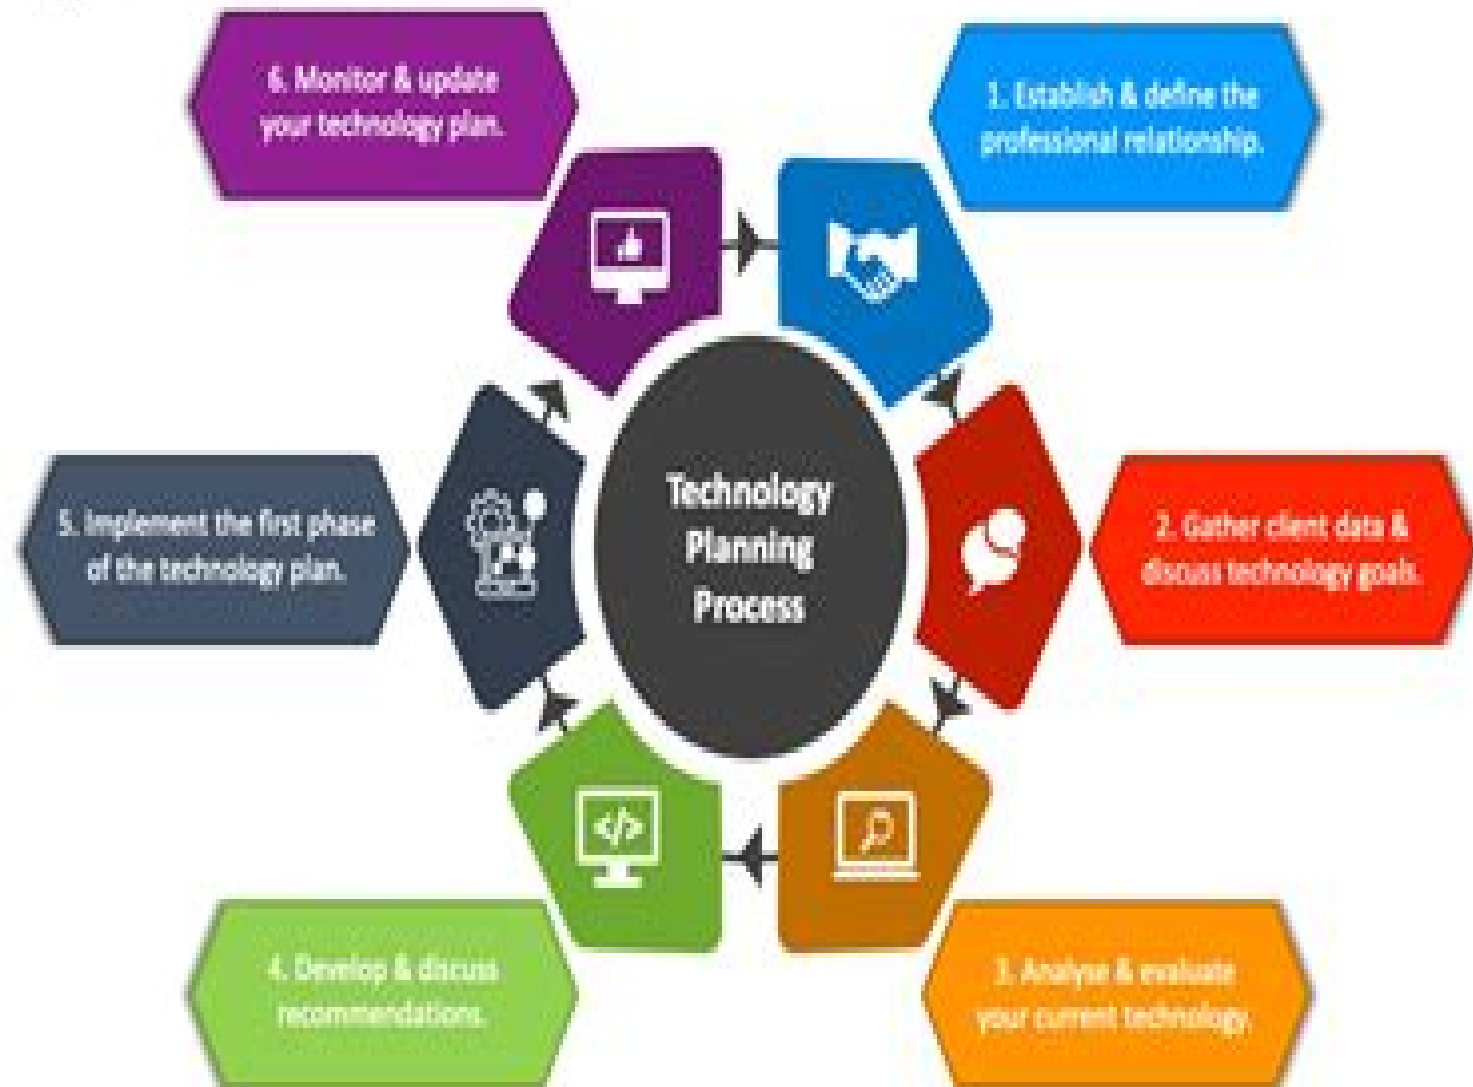 6. Monitor & update
your technology plan.
1. Establish & define the
professional relationship.
5. Implement the first phase
of the technology plan.
Technology
Planning
Process
2. Gather client data &
discuss technology goals.
4. Develop & discuss
recommendations.
3. Analyse & evaluate
your current technology.